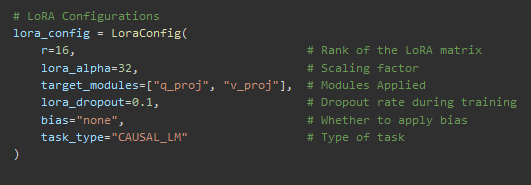 # LoRA Configurations
lora_config = LoraConfig(
    r=16,                                  # Rank of the LoRA matrix
    lora_alpha=32,                         # Scaling factor
    target_modules=["q_proj", "v_proj"],  # Modules Applied
    lora_dropout=0.1,                      # Dropout rate during training
    bias="none",                           # Whether to apply bias
    task_type="CAUSAL_LM"                  # Type of task
)